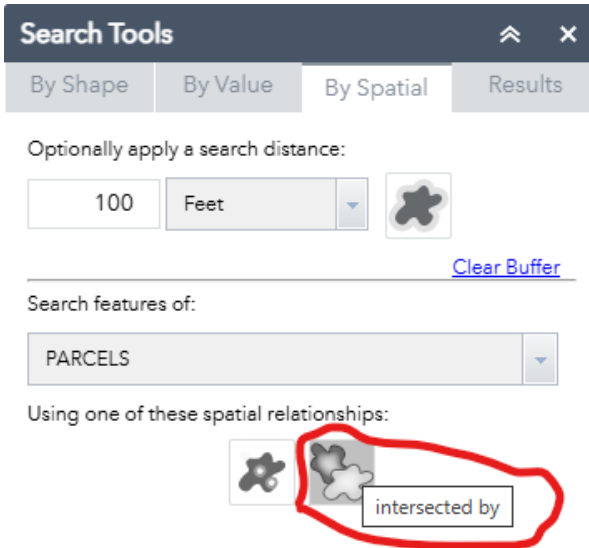 Search Tools
By Shape By Value By Spatial Results
Optionally apply a search distance:
100 Feet
Clear Buffer
Search features of:
PARCELS
Using one of these spatial relationships:
intersected by